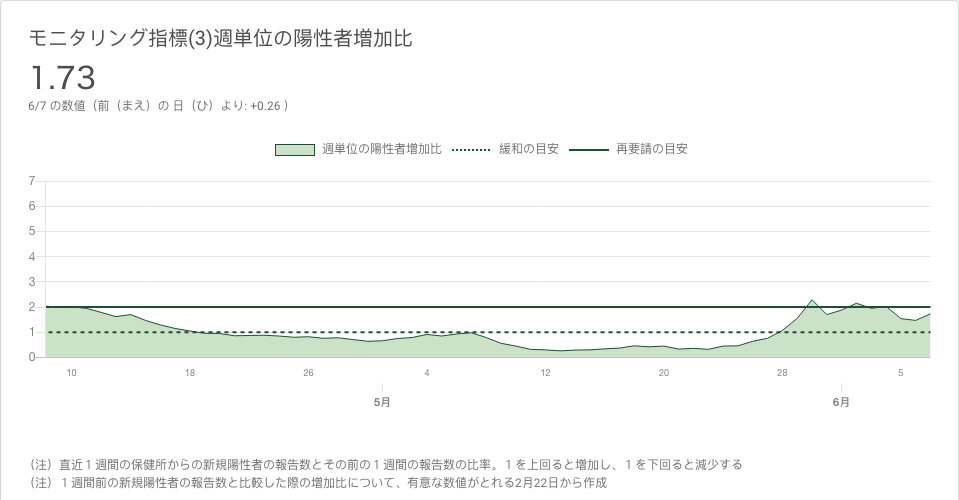 モニタリング指標(3)週単位の陽性者増加比
1.73
6/7 の数値（前（まえ）の 日（ひ）より: +0.26 ）
週単位の陽性者増加比 緩和の目安 再要請の目安
7
6
5
4
3
2
1
0
10 18 26 4 12 20 28 5
5月 6月
（注）直近１週間の保健所からの新規陽性者の報告数とその前の１週間の報告数の比率。１を上回ると増加し、１を下回ると減少する
（注）１週間前の新規陽性者の報告数と比較した際の増加比について、有意な数値がとれる2月22日から作成